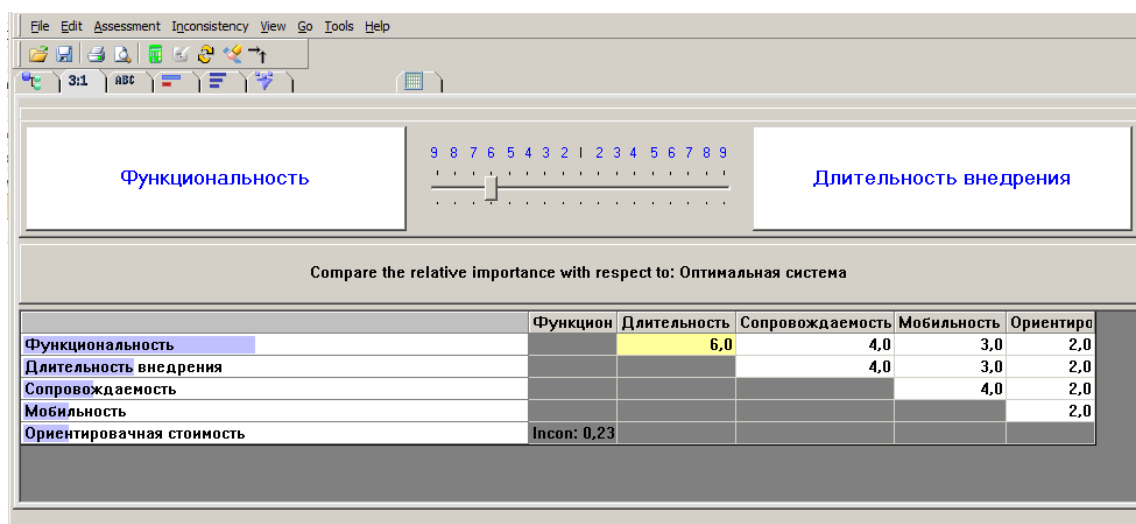 File Edit Assessment Inconsistency View Go Tools Help
3:1 ABC
9 8 7 6 5 4 3 2 1 2 3 4 5 6 7 8 9
Функциональность Длительность внедрения
Compare the relative importance with respect to: Оптимальная система
Функцион Длительность Сопровождаемость Мобильность Ориентиро
Функциональность 6,0 4,0 3,0 2,0
Длительность внедрения 4,0 3,0 2,0
Сопровождаемость 4,0 2,0
Мобильность 2,0
Ориентировачная стоимость Incon: 0,23